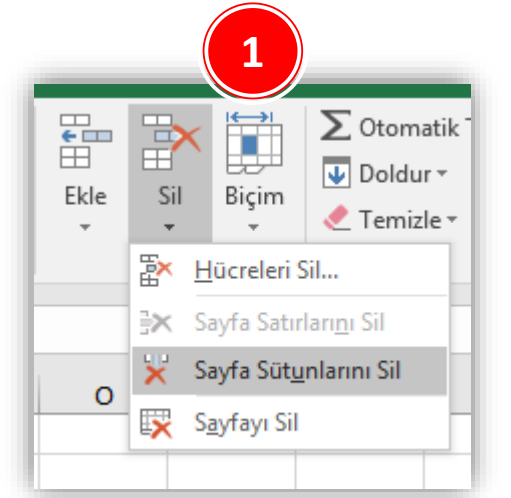 1
Ekle Sil Biçim
Otomatik
Doldur
Temizle
Hücreleri Sil...
Sayfa Satırlarını Sil
Sayfa Sütunlarını Sil
O
Sayfayı Sil